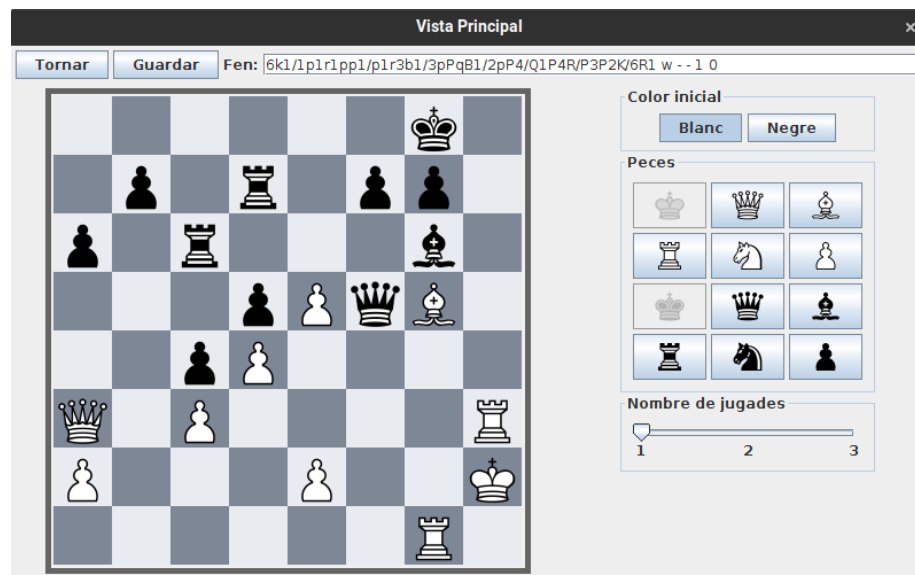 Vista Principal
Tornar Guardar Fen: 6k1/1p1r1pp1/p1r3b1/3pPqB1/2pP4/Q1P4R/P3P2K/6R1 w - - 1 0
Color inicial
Blanc Negre
Peces
Nombre de jugades
1 2 3